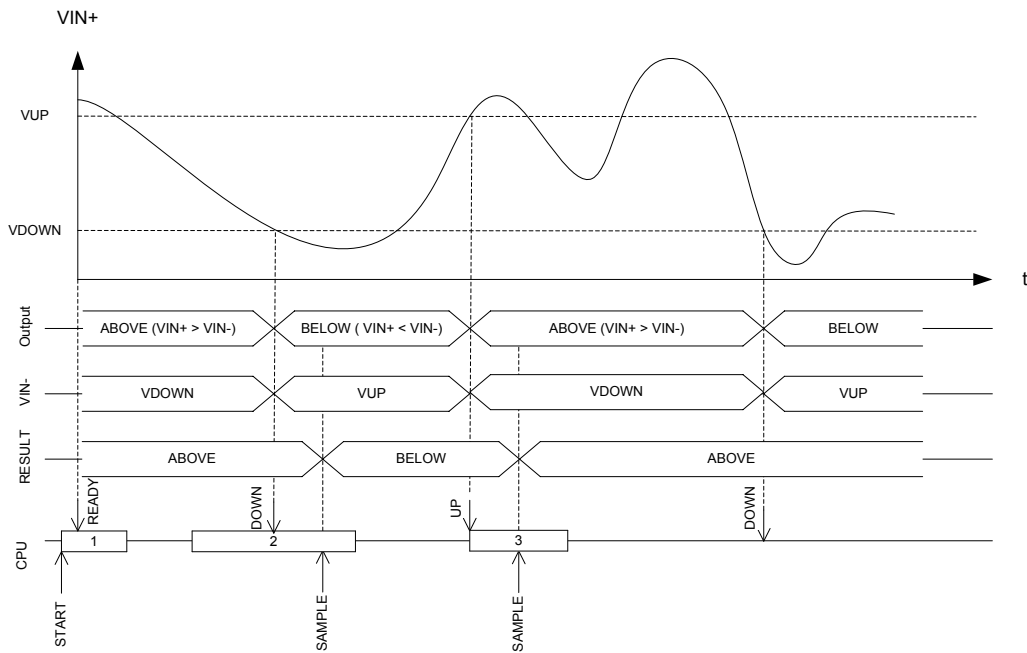 VIN+
VUP
VDOWN
t
Output
ABOVE (VIN+ > VIN-)
BELOW ( VIN+ < VIN-)
ABOVE (VIN+ > VIN-)
BELOW
VIN-
VDOWN
VUP
VDOWN
VUP
RESULT
ABOVE
BELOW
ABOVE
READY
DOWN
UP
DOWN
CPU
1
2
3
START
SAMPLE
SAMPLE